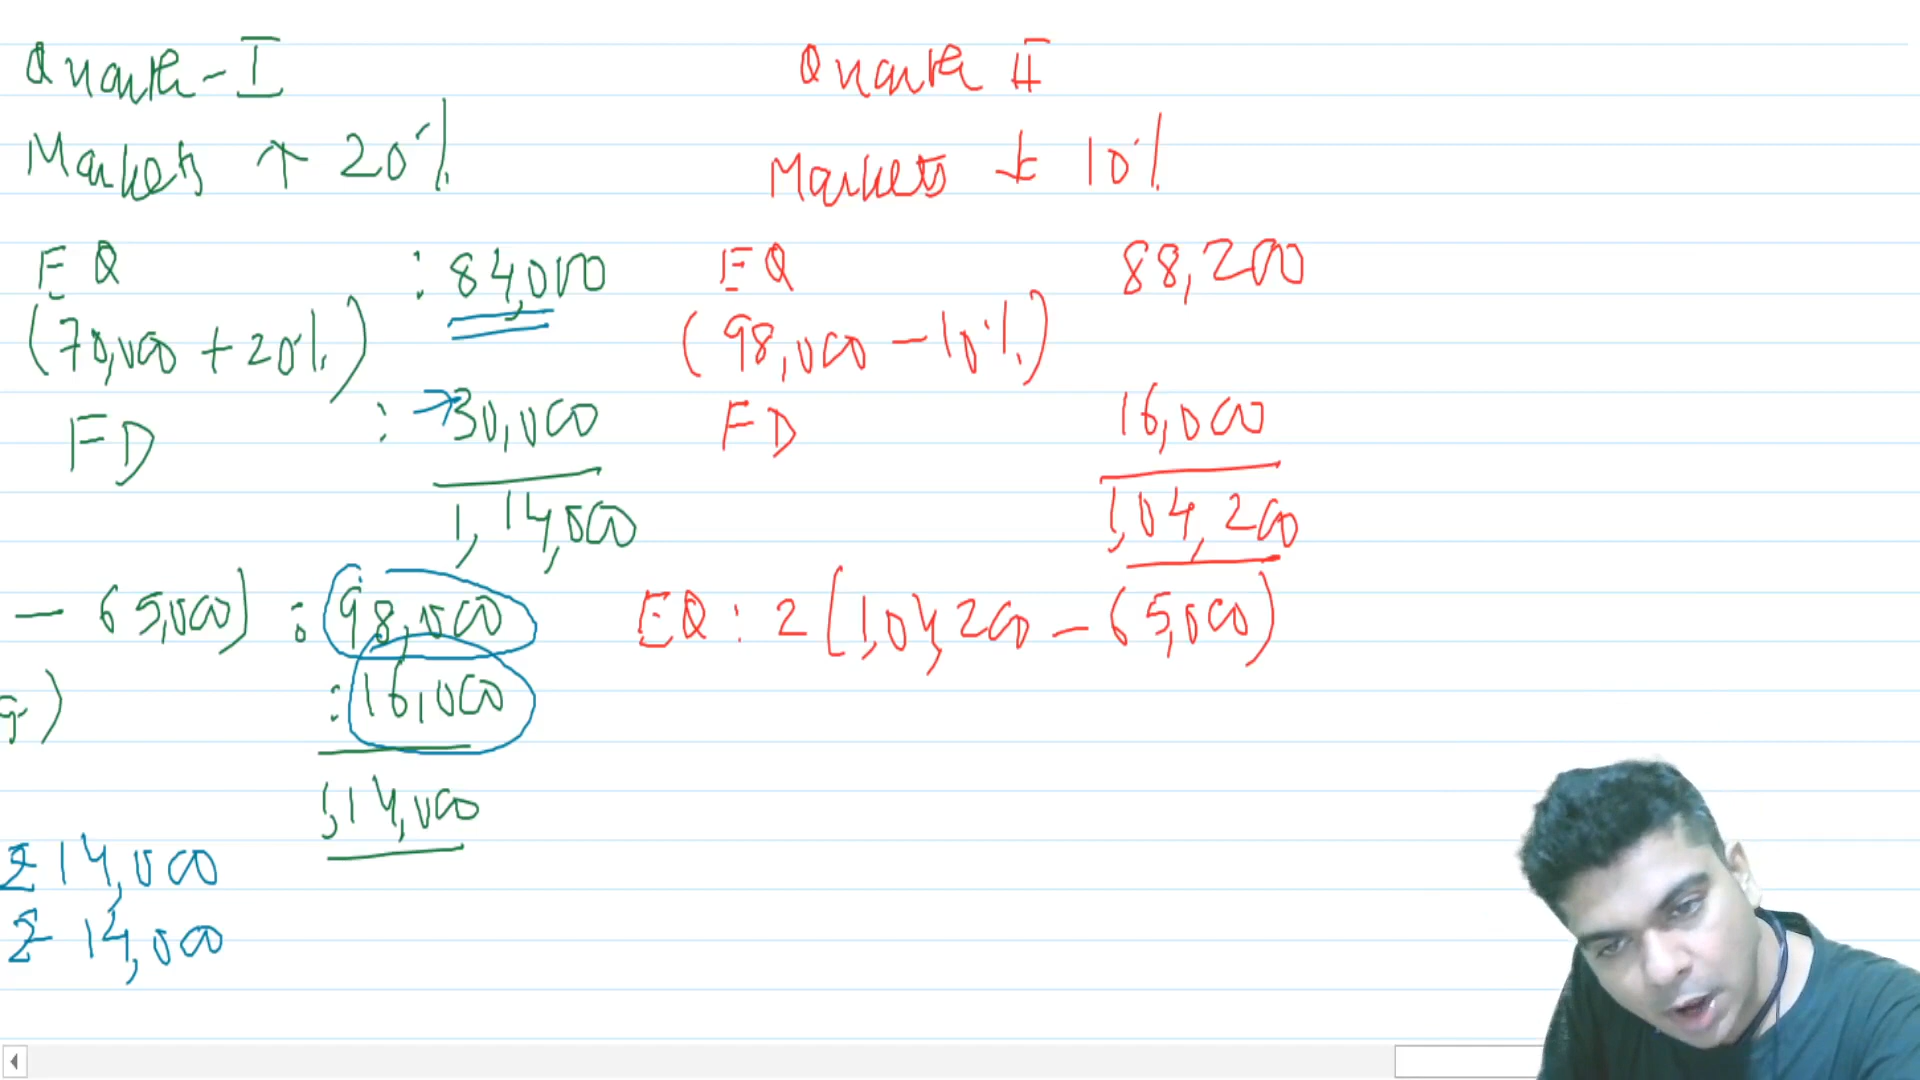 Quarter-I
Markets ↑ 20%
EQ : 84,000
(70,000 + 20%)
FD : → 30,000
1,14,000
- 65,000) : 98,000
: 16,000
1,14,000
₹ 14,000
₹ 14,000
Quarter II
Markets ↓ 10%
EQ 88,200
(98,000 - 10%)
FD 16,000
1,04,200
EQ : 2 (1,04,200 - 65,000)